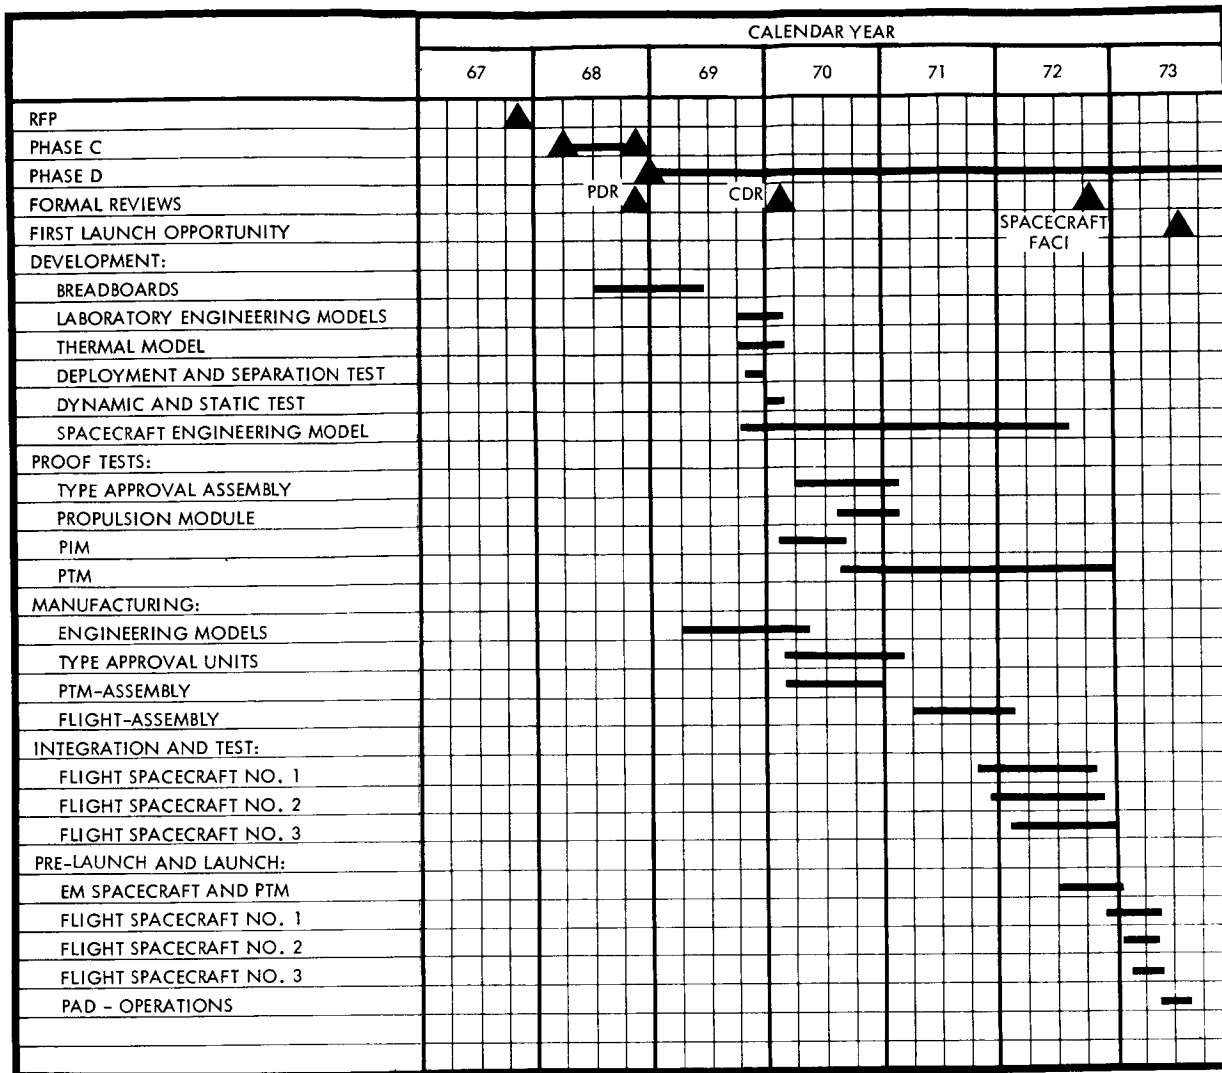 CALENDAR YEAR
67 68 69 70 71 72 73
RFP
PHASE C
PHASE D
FORMAL REVIEWS PDR CDR
FIRST LAUNCH OPPORTUNITY SPACECRAFT
FACI
DEVELOPMENT:
BREADBOARDS
LABORATORY ENGINEERING MODELS
THERMAL MODEL
DEPLOYMENT AND SEPARATION TEST
DYNAMIC AND STATIC TEST
SPACECRAFT ENGINEERING MODEL
PROOF TESTS:
TYPE APPROVAL ASSEMBLY
PROPULSION MODULE
PIM
PTM
MANUFACTURING:
ENGINEERING MODELS
TYPE APPROVAL UNITS
PTM-ASSEMBLY
FLIGHT-ASSEMBLY
INTEGRATION AND TEST:
FLIGHT SPACECRAFT NO. 1
FLIGHT SPACECRAFT NO. 2
FLIGHT SPACECRAFT NO. 3
PRE-LAUNCH AND LAUNCH:
EM SPACECRAFT AND PTM
FLIGHT SPACECRAFT NO. 1
FLIGHT SPACECRAFT NO. 2
FLIGHT SPACECRAFT NO. 3
PAD - OPERATIONS